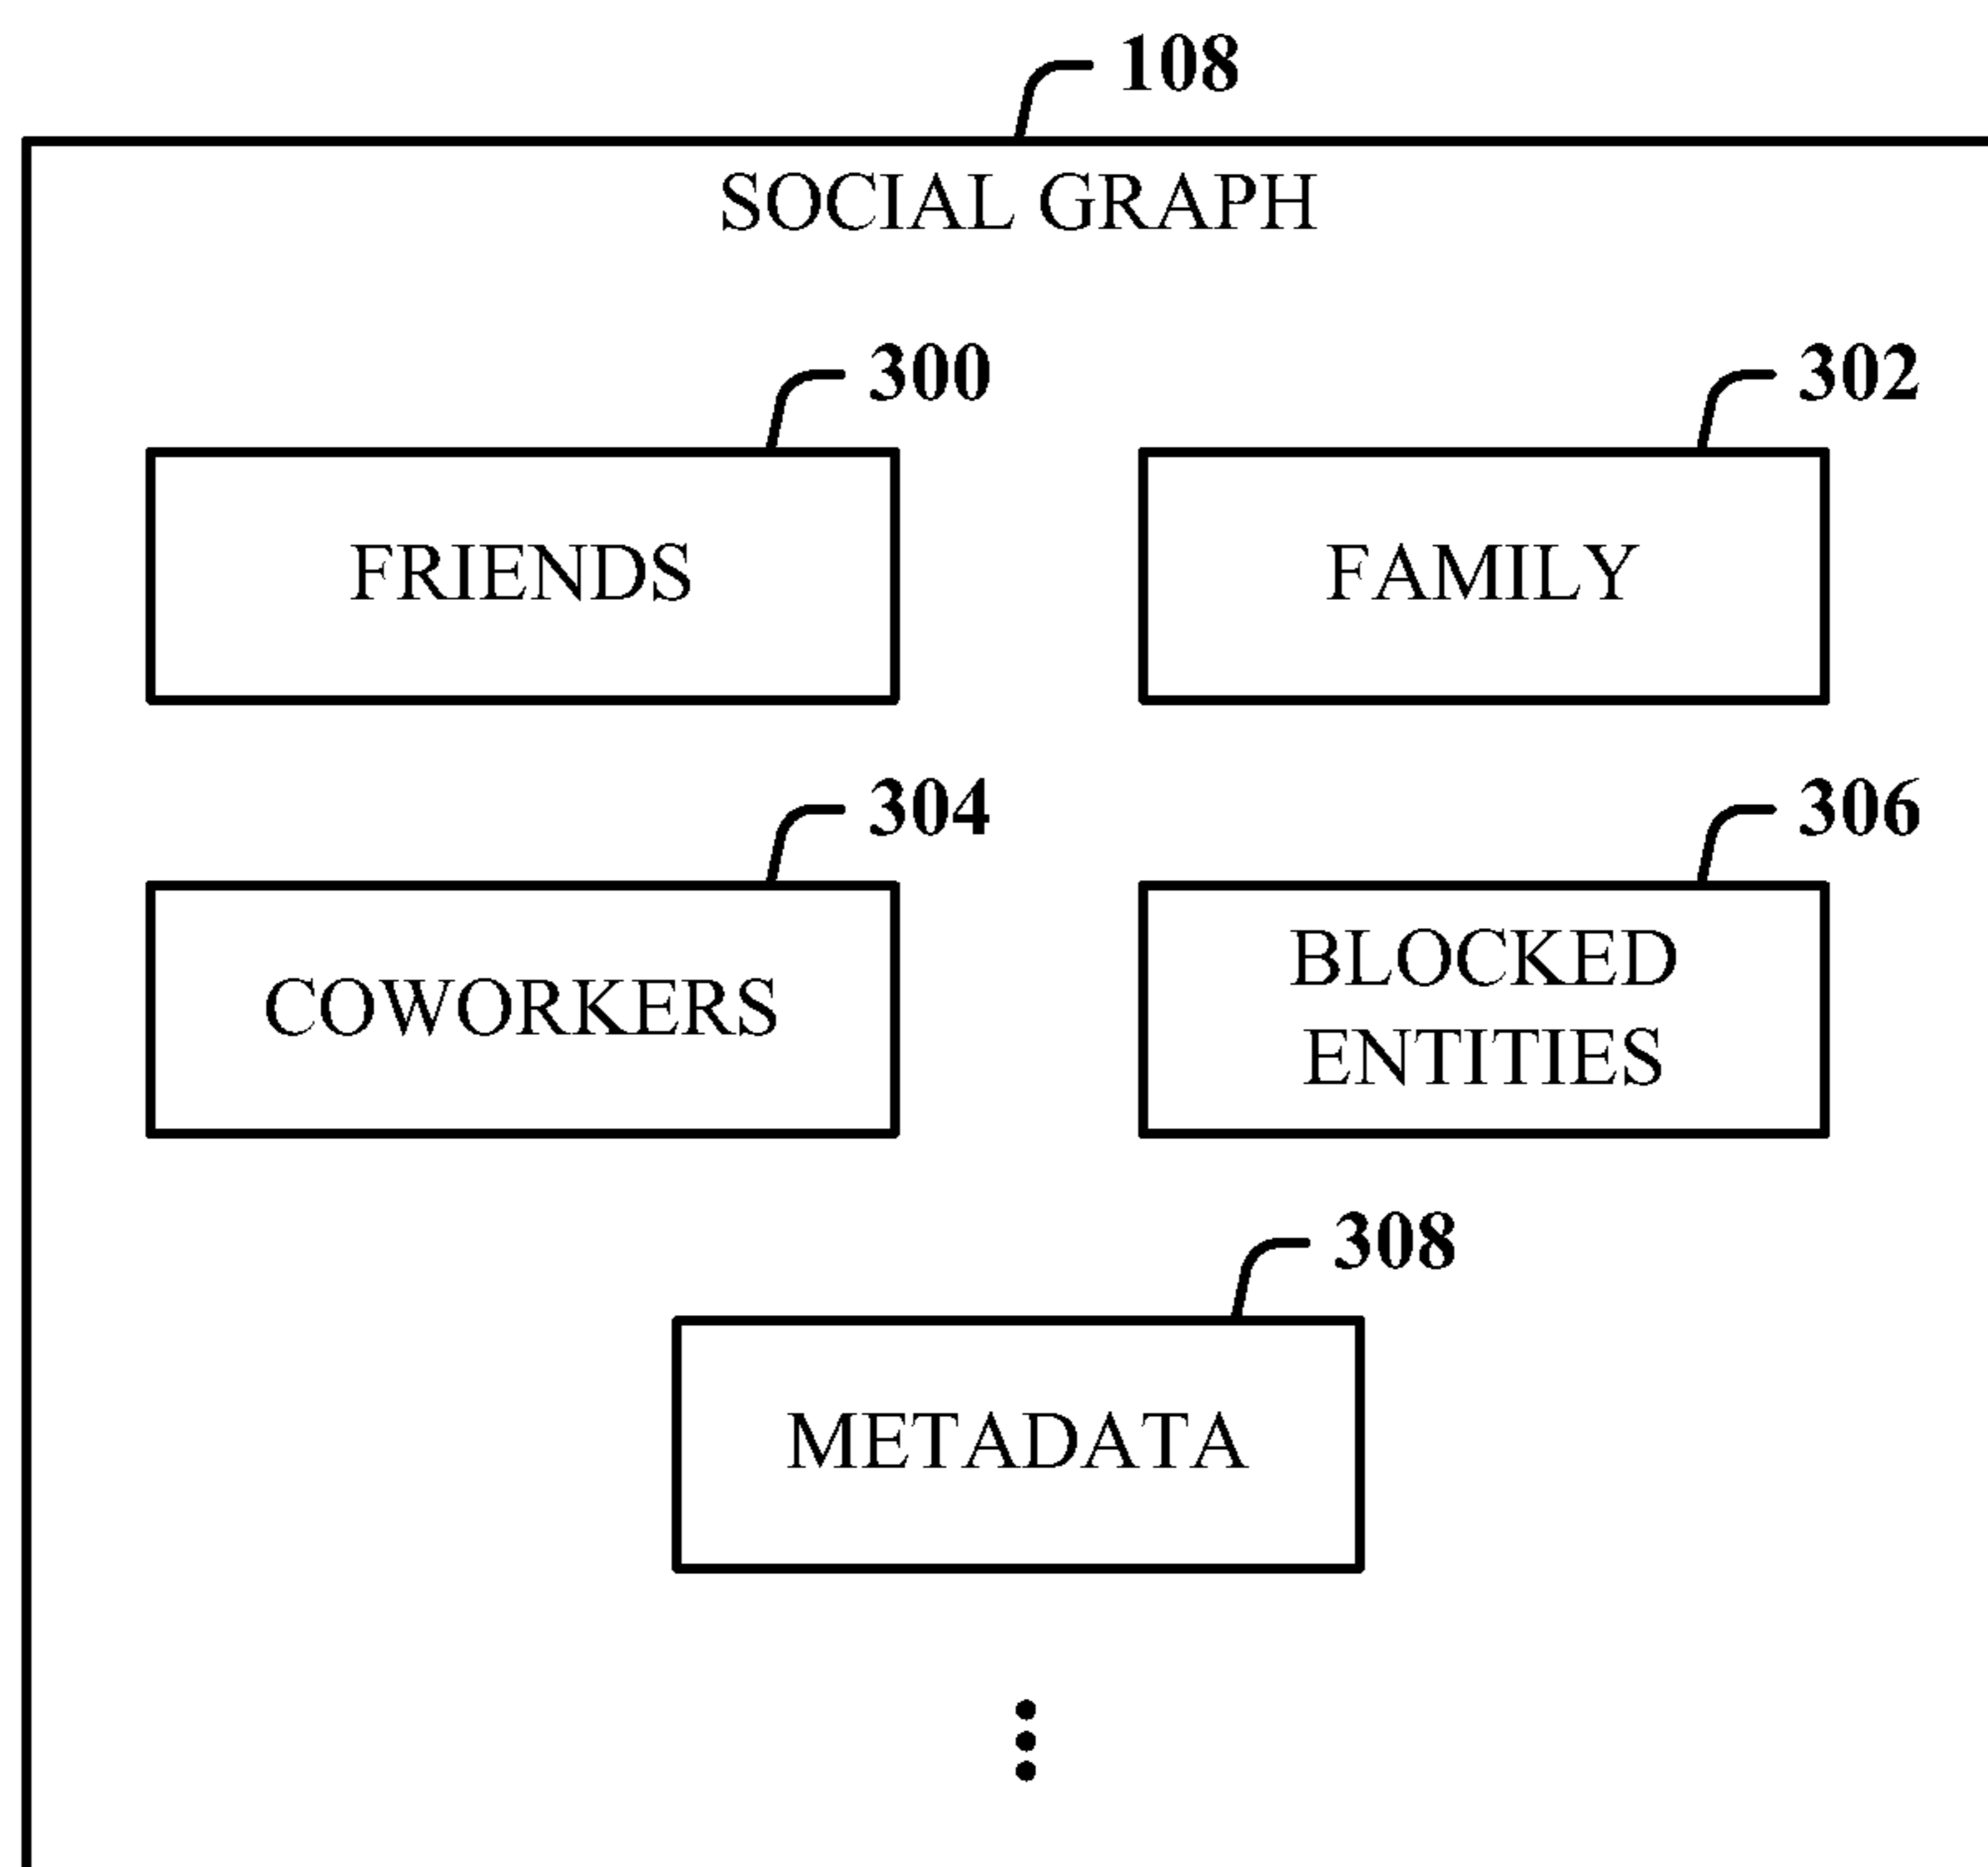 108
SOCIAL GRAPH
300
302
FRIENDS
FAMILY
304
306
COWORKERS
BLOCKED
ENTITIES
308
METADATA